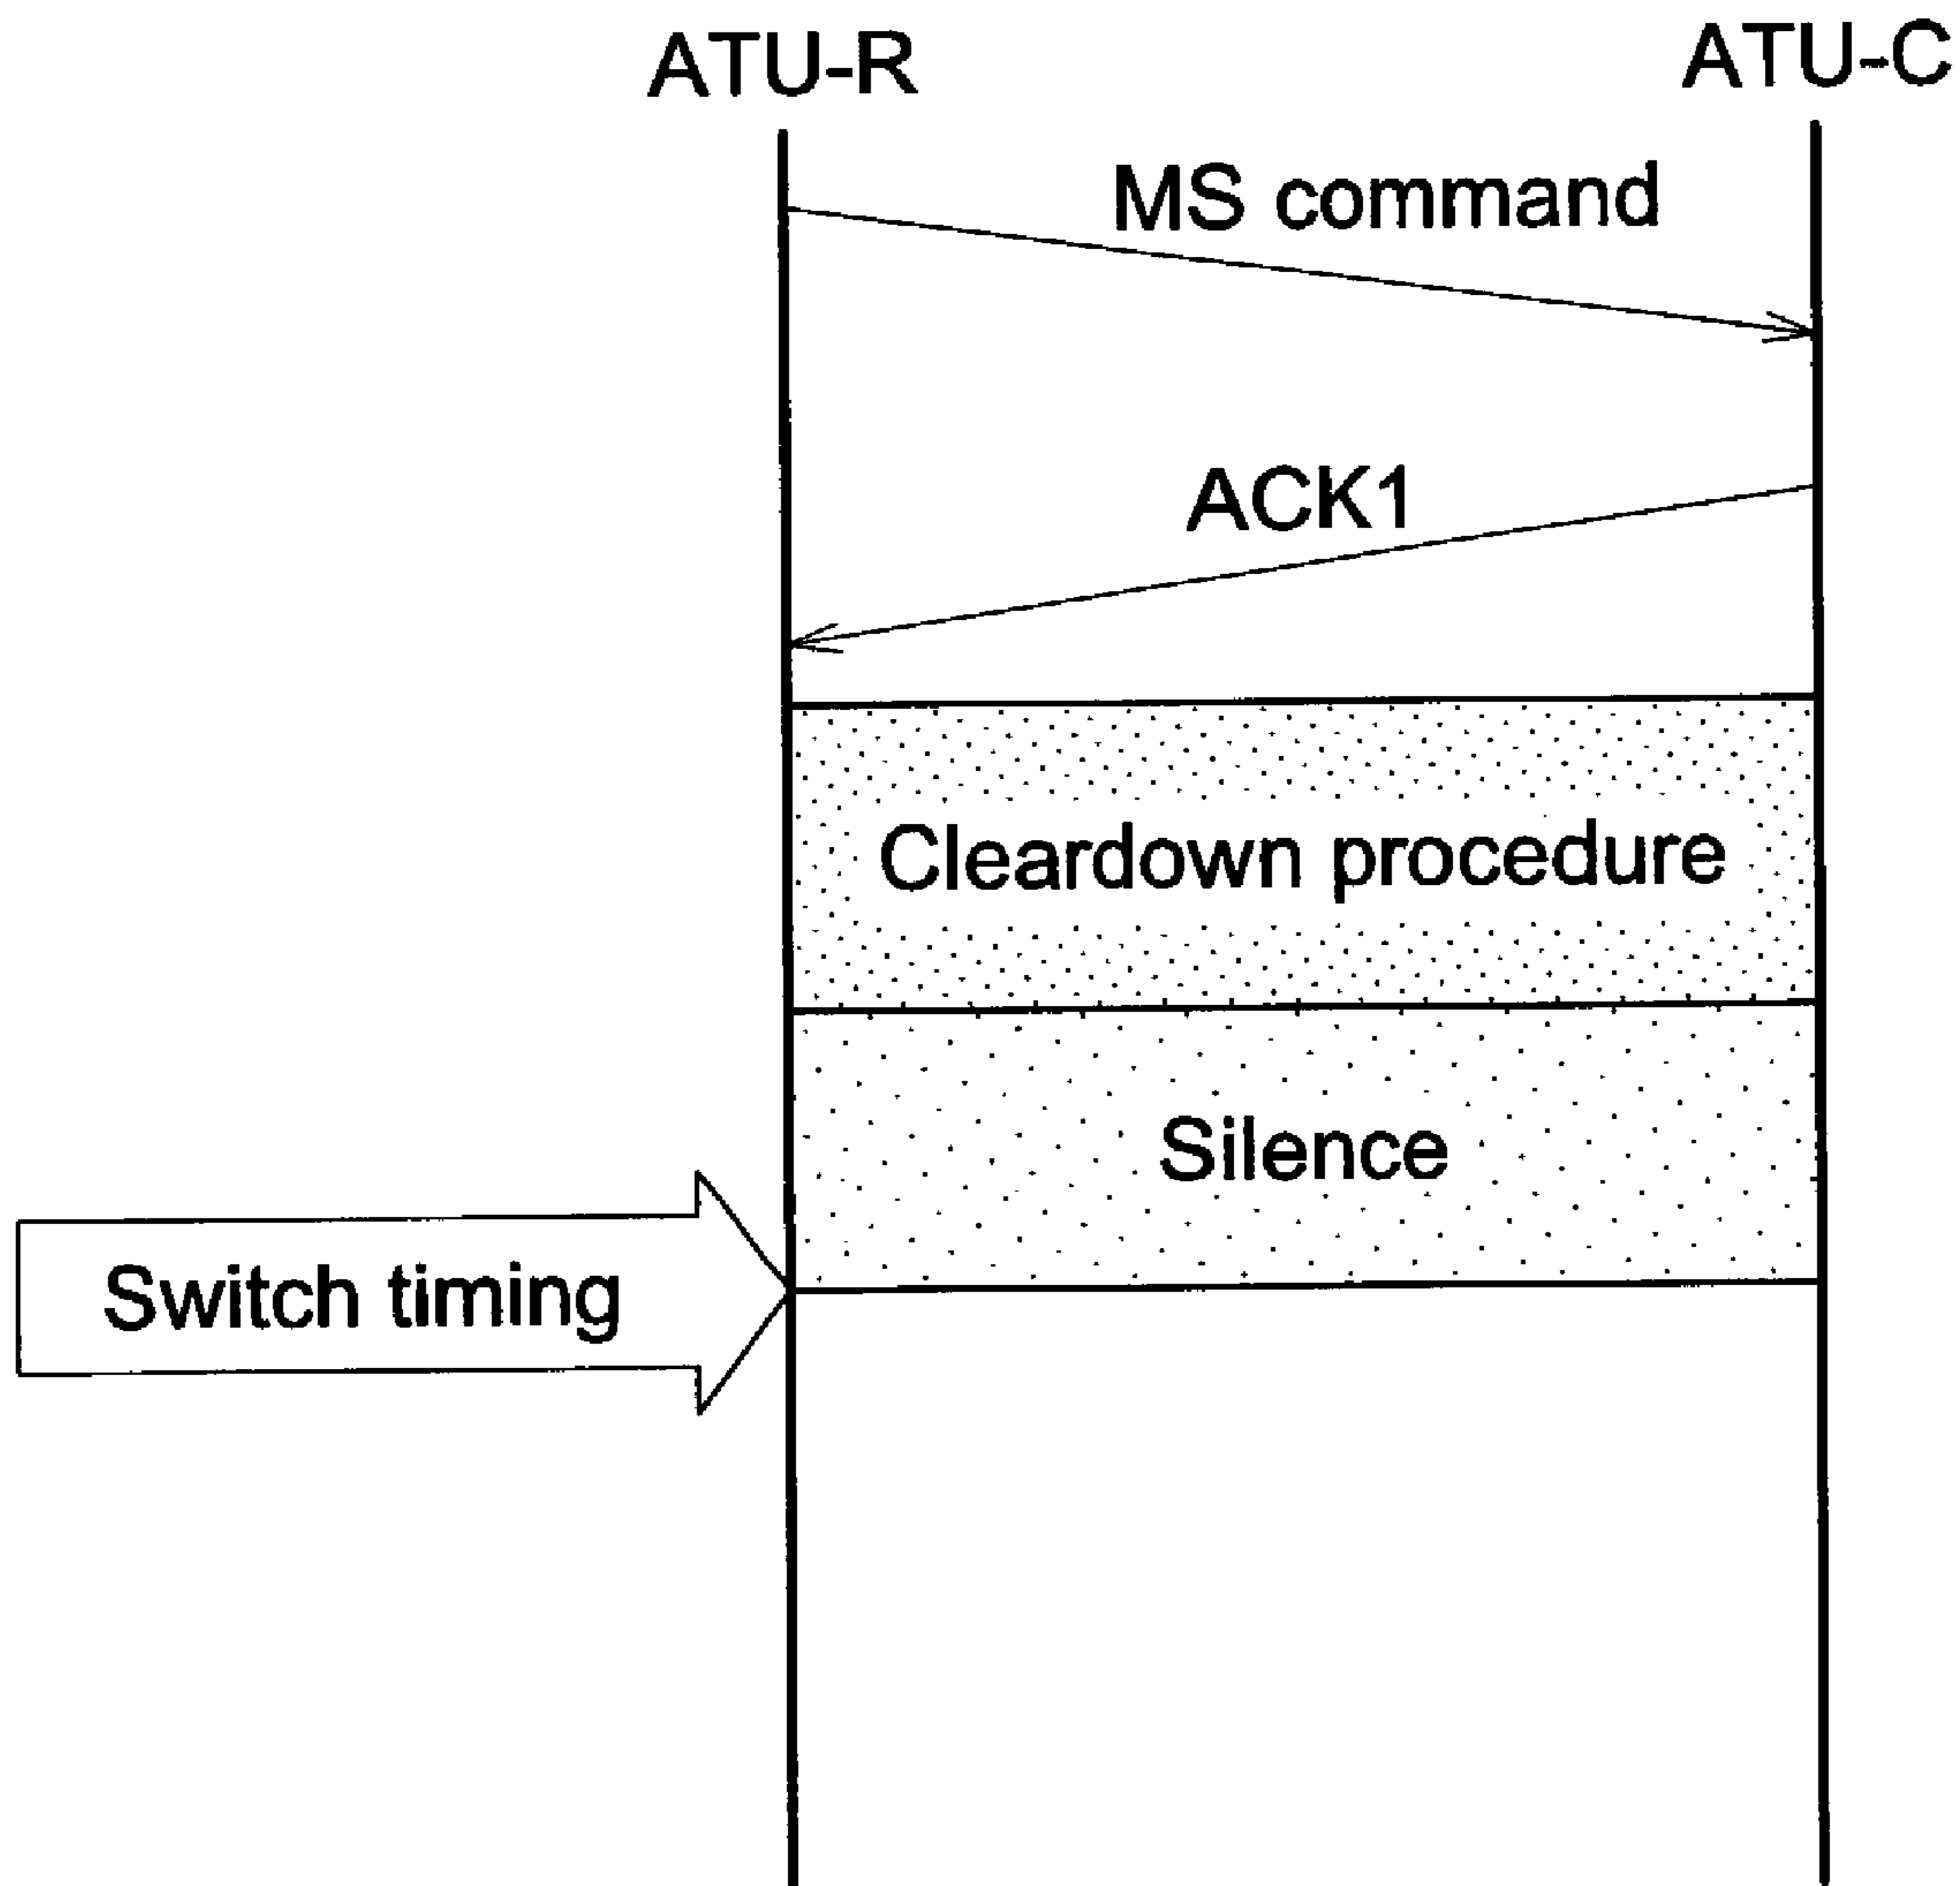 ATU-R
ATU-C
MS command
ACK1
Cleardown procedure
Silence
Switch timing